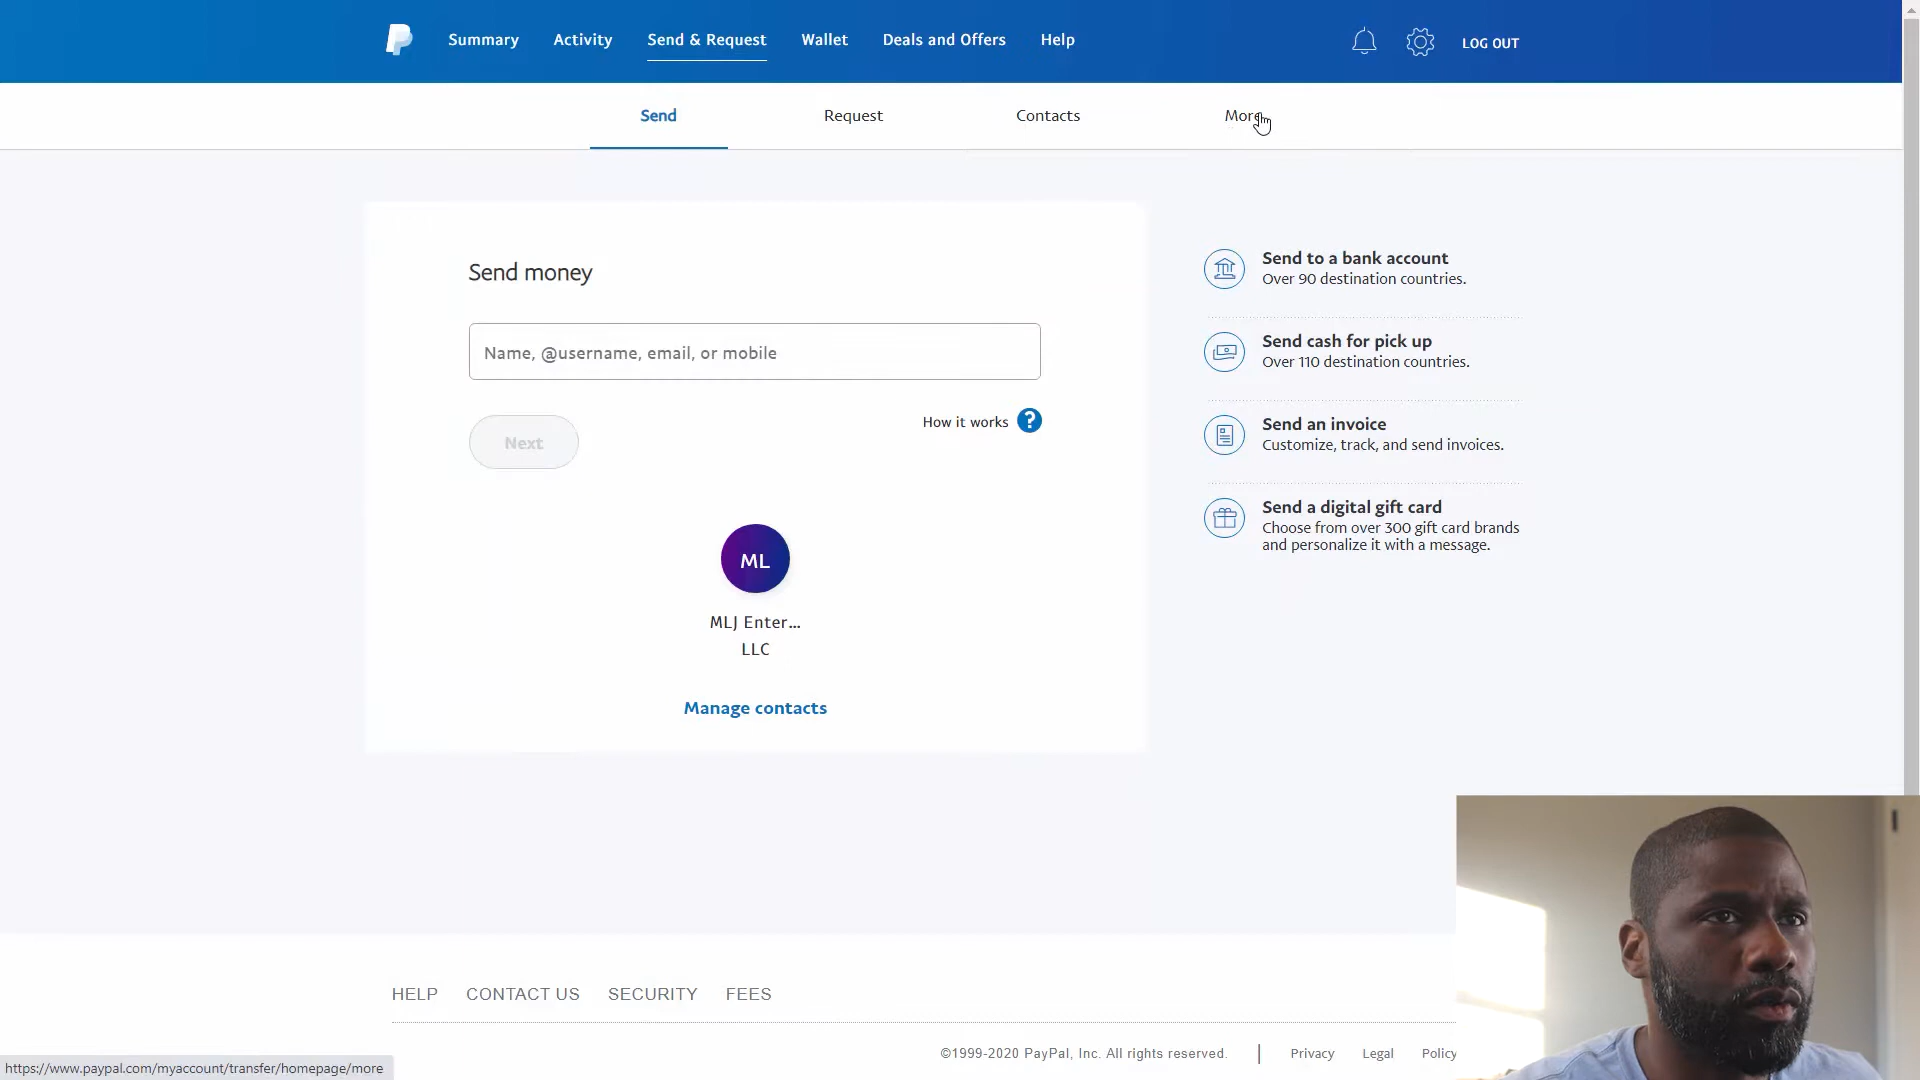 Summary Activity Send & Request Wallet Deals and Offers Help LOG OUT
Send Request Contacts More
Send money
Name, @username, email, or mobile
Next
How it works ?
ML
MLJ Enter...
LLC
Manage contacts
Send to a bank account
Over 90 destination countries.
Send cash for pick up
Over 110 destination countries.
Send an invoice
Customize, track, and send invoices.
Send a digital gift card
Choose from over 300 gift card brands
and personalize it with a message.
HELP CONTACT US SECURITY FEES
©1999-2020 PayPal, Inc. All rights reserved. | Privacy Legal Policy
https://www.paypal.com/myaccount/transfer/homepage/more